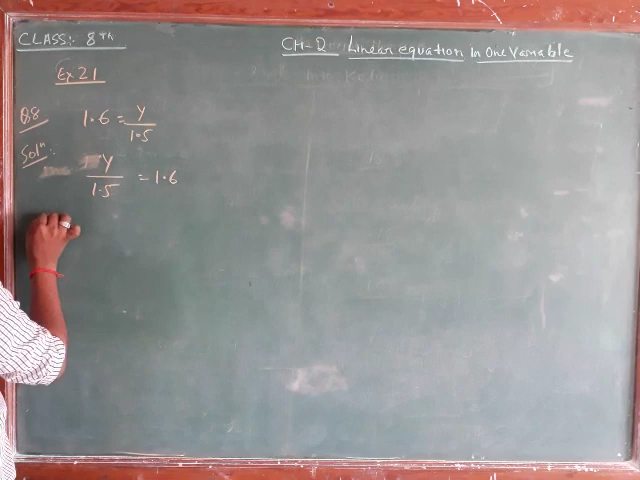 CLASS:- 8TH
CH-2 Linear equation in One Variable
Ex 2.1
Q8 1.6 = Y/1.5
Solⁿ:
Y/1.5 = 1.6